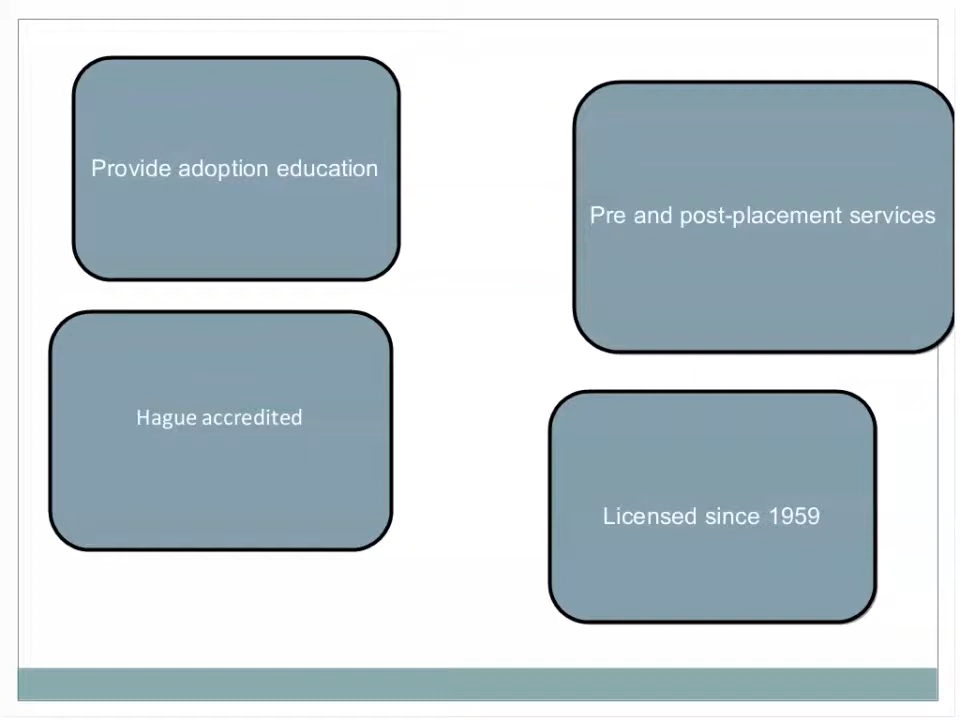 Provide adoption education
Pre and post-placement services
Hague accredited
Licensed since 1959